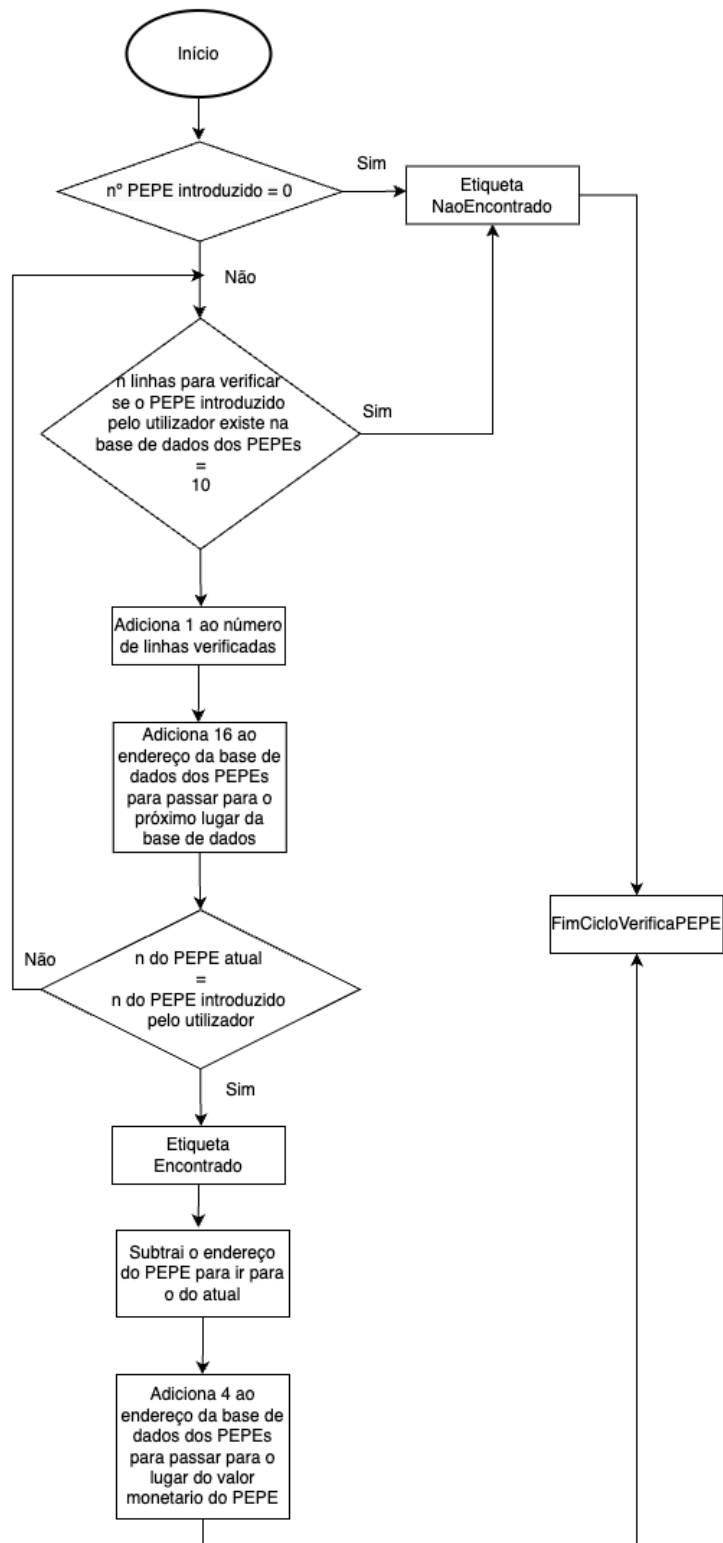 Início
nº PEPE introduzido = 0
Sim
Etiqueta
NaoEncontrado
Não
n linhas para verificar
se o PEPE introduzido
pelo utilizador existe na
base de dados dos PEPEs
=
10
Sim
Adiciona 1 ao número
de linhas verificadas
Adiciona 16 ao
endereço da base de
dados dos PEPEs
para passar para o
próximo lugar da
base de dados
FimCicloVerificaPEPE
Não
n do PEPE atual
=
n do PEPE introduzido
pelo utilizador
Sim
Etiqueta
Encontrado
Subtrai o endereço
do PEPE para ir para
o do atual
Adiciona 4 ao
endereço da base de
dados dos PEPEs
para passar para o
lugar do valor
monetario do PEPE